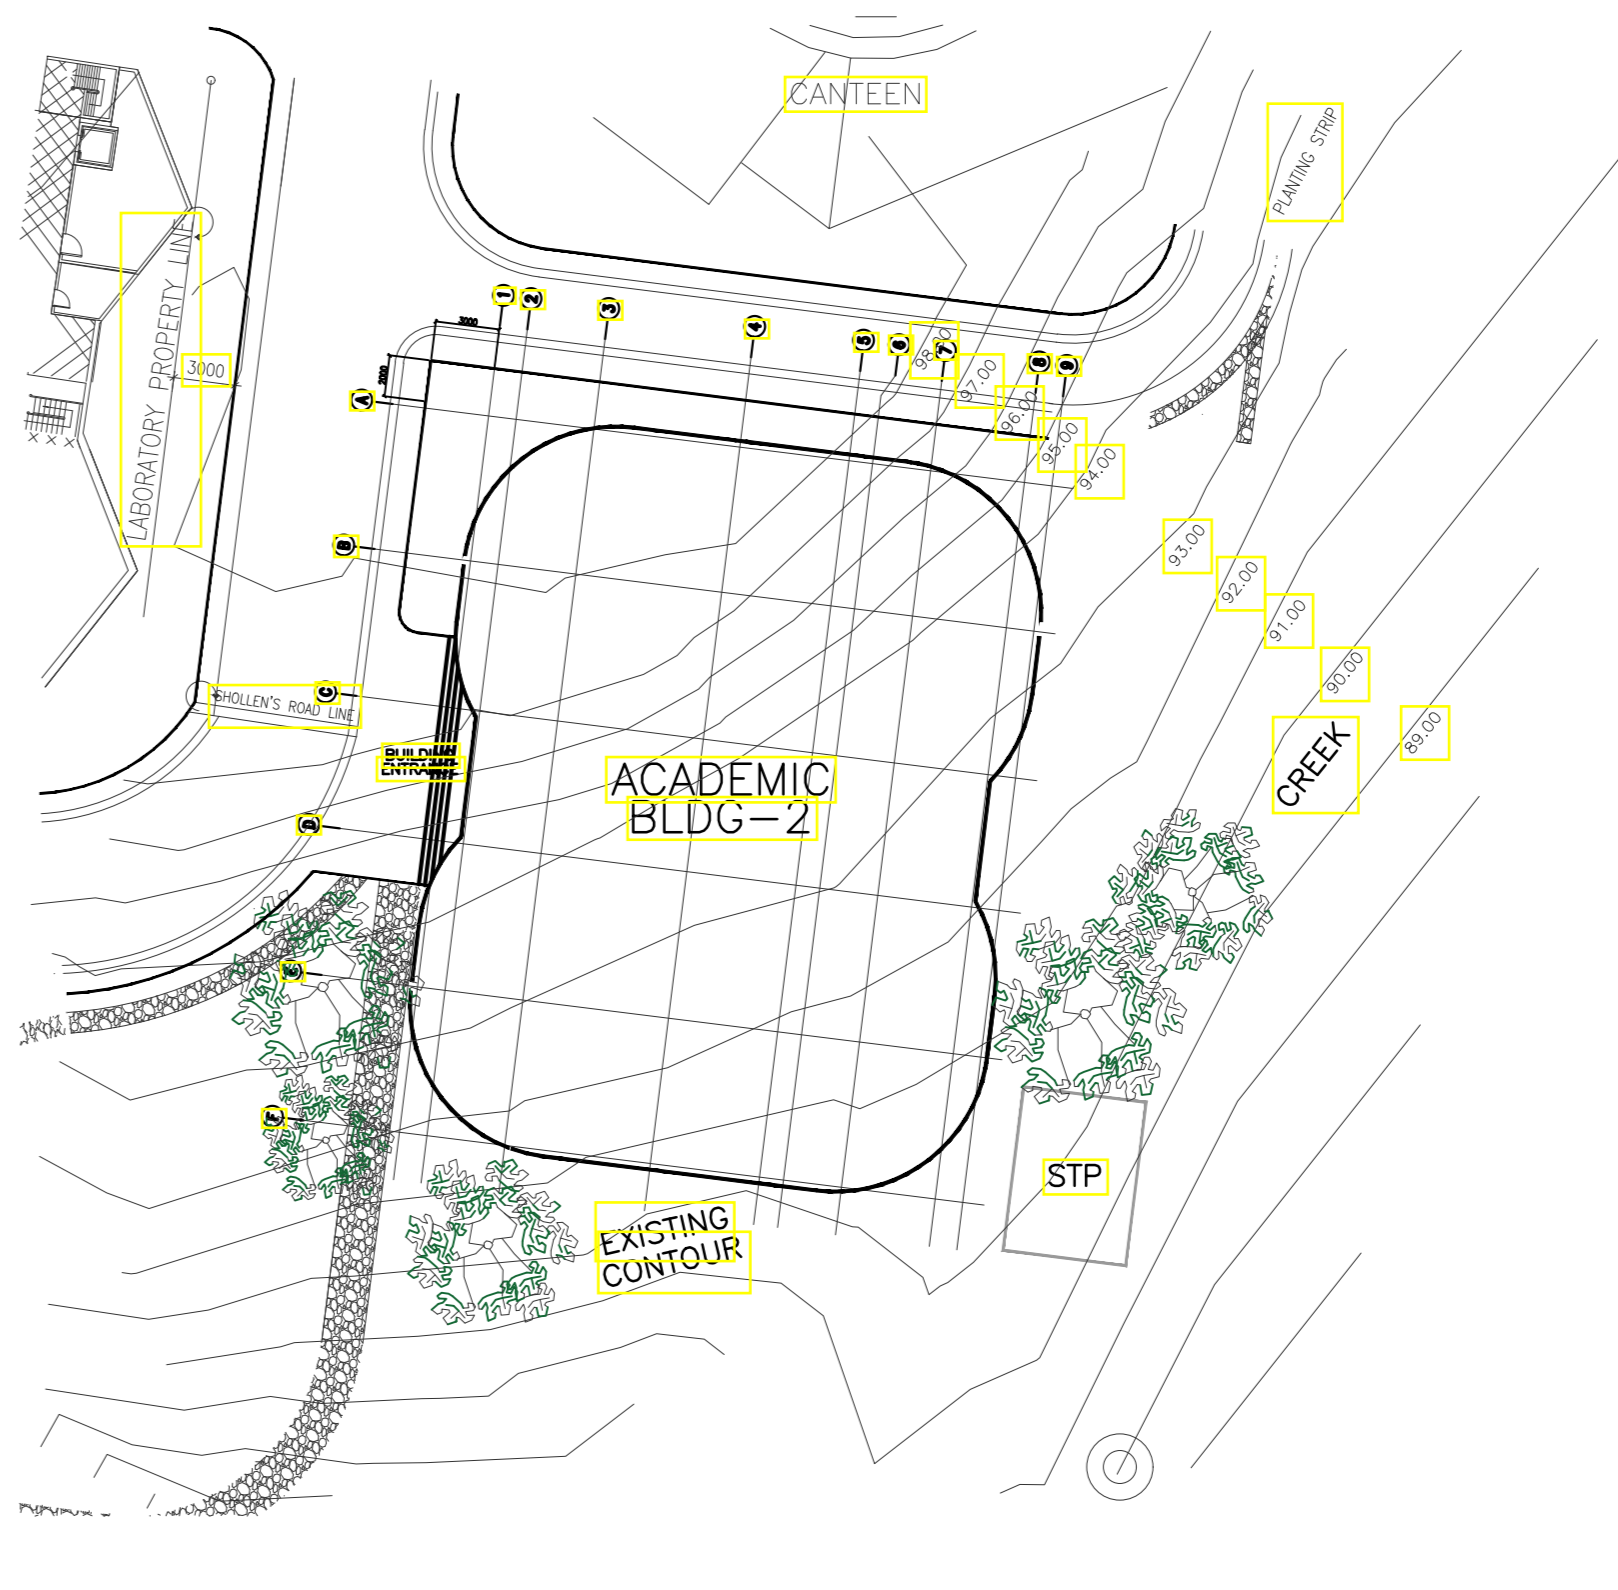 CANTEEN
PLANTING STRIP
LABORATORY PROPERTY LINE
3000
1
2
3
4
5
6
7
8
9
3000
2000
98.00
97.00
96.00
95.00
94.00
93.00
92.00
91.00
90.00
89.00
A
B
C
D
E
F
SHOLLEN'S ROAD LINE
BUILDING
ENTRANCE
ACADEMIC
BLDG-2
CREEK
STP
EXISTING
CONTOUR